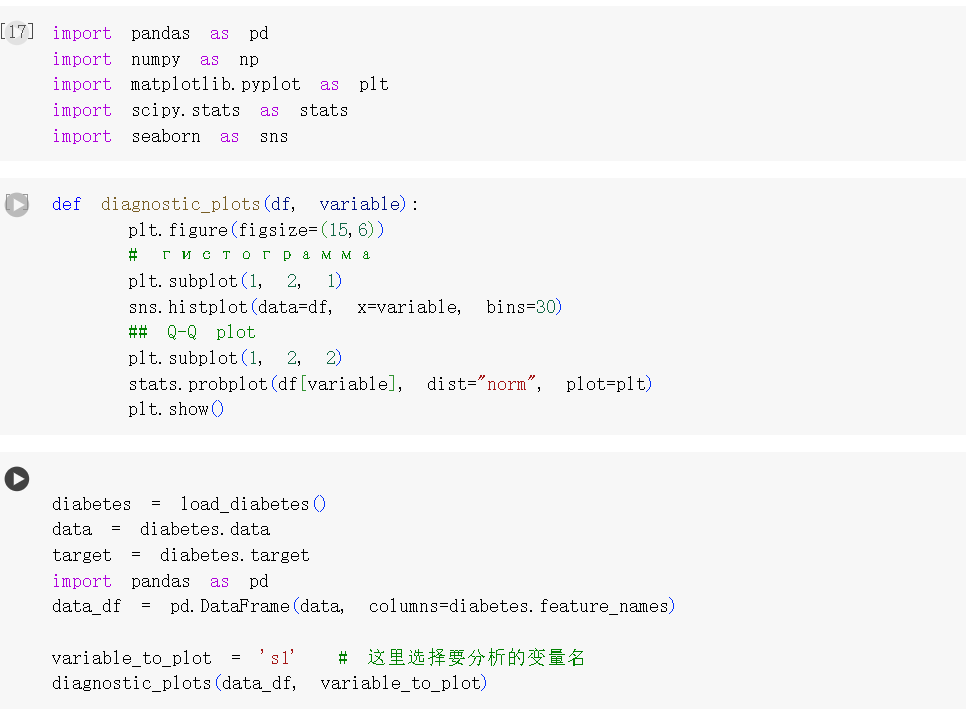 [17] import pandas as pd
import numpy as np
import matplotlib.pyplot as plt
import scipy.stats as stats
import seaborn as sns
def diagnostic_plots(df, variable):
plt.figure(figsize=(15,6))
# гистограмма
plt.subplot(1, 2, 1)
sns.histplot(data=df, x=variable, bins=30)
## Q-Q plot
plt.subplot(1, 2, 2)
stats.probplot(df[variable], dist="norm", plot=plt)
plt.show()
diabetes = load_diabetes()
data = diabetes.data
target = diabetes.target
import pandas as pd
data_df = pd.DataFrame(data, columns=diabetes.feature_names)
variable_to_plot = 's1' # 这里选择要分析的变量名
diagnostic_plots(data_df, variable_to_plot)